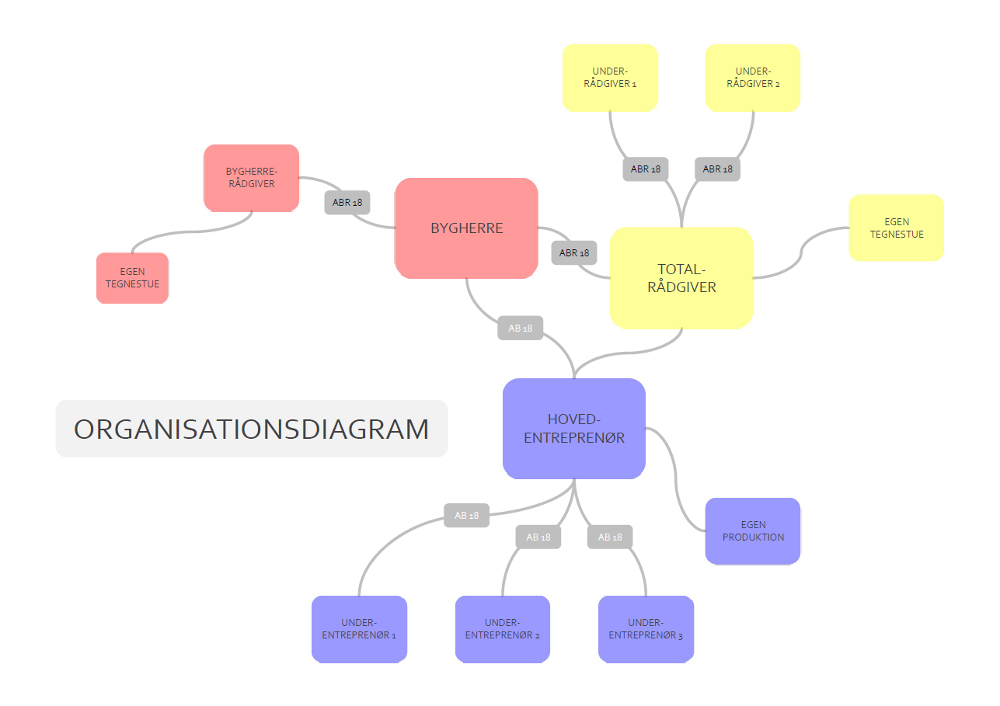 UNDER-
RÅDGIVER 1
UNDER-
RÅDGIVER 2
ABR 18
ABR 18
BYGHERRE-
RÅDGIVER
ABR 18
BYGHERRE
ABR 18
EGEN
TEGNESTUE
TOTAL-
RÅDGIVER
EGEN
TEGNESTUE
AB 18
ORGANISATIONSDIAGRAM
HOVED-
ENTREPRENØR
AB 18
AB 18
AB 18
EGEN
PRODUKTION
UNDER-
ENTREPRENØR 1
UNDER-
ENTREPRENØR 2
UNDER-
ENTREPRENØR 3